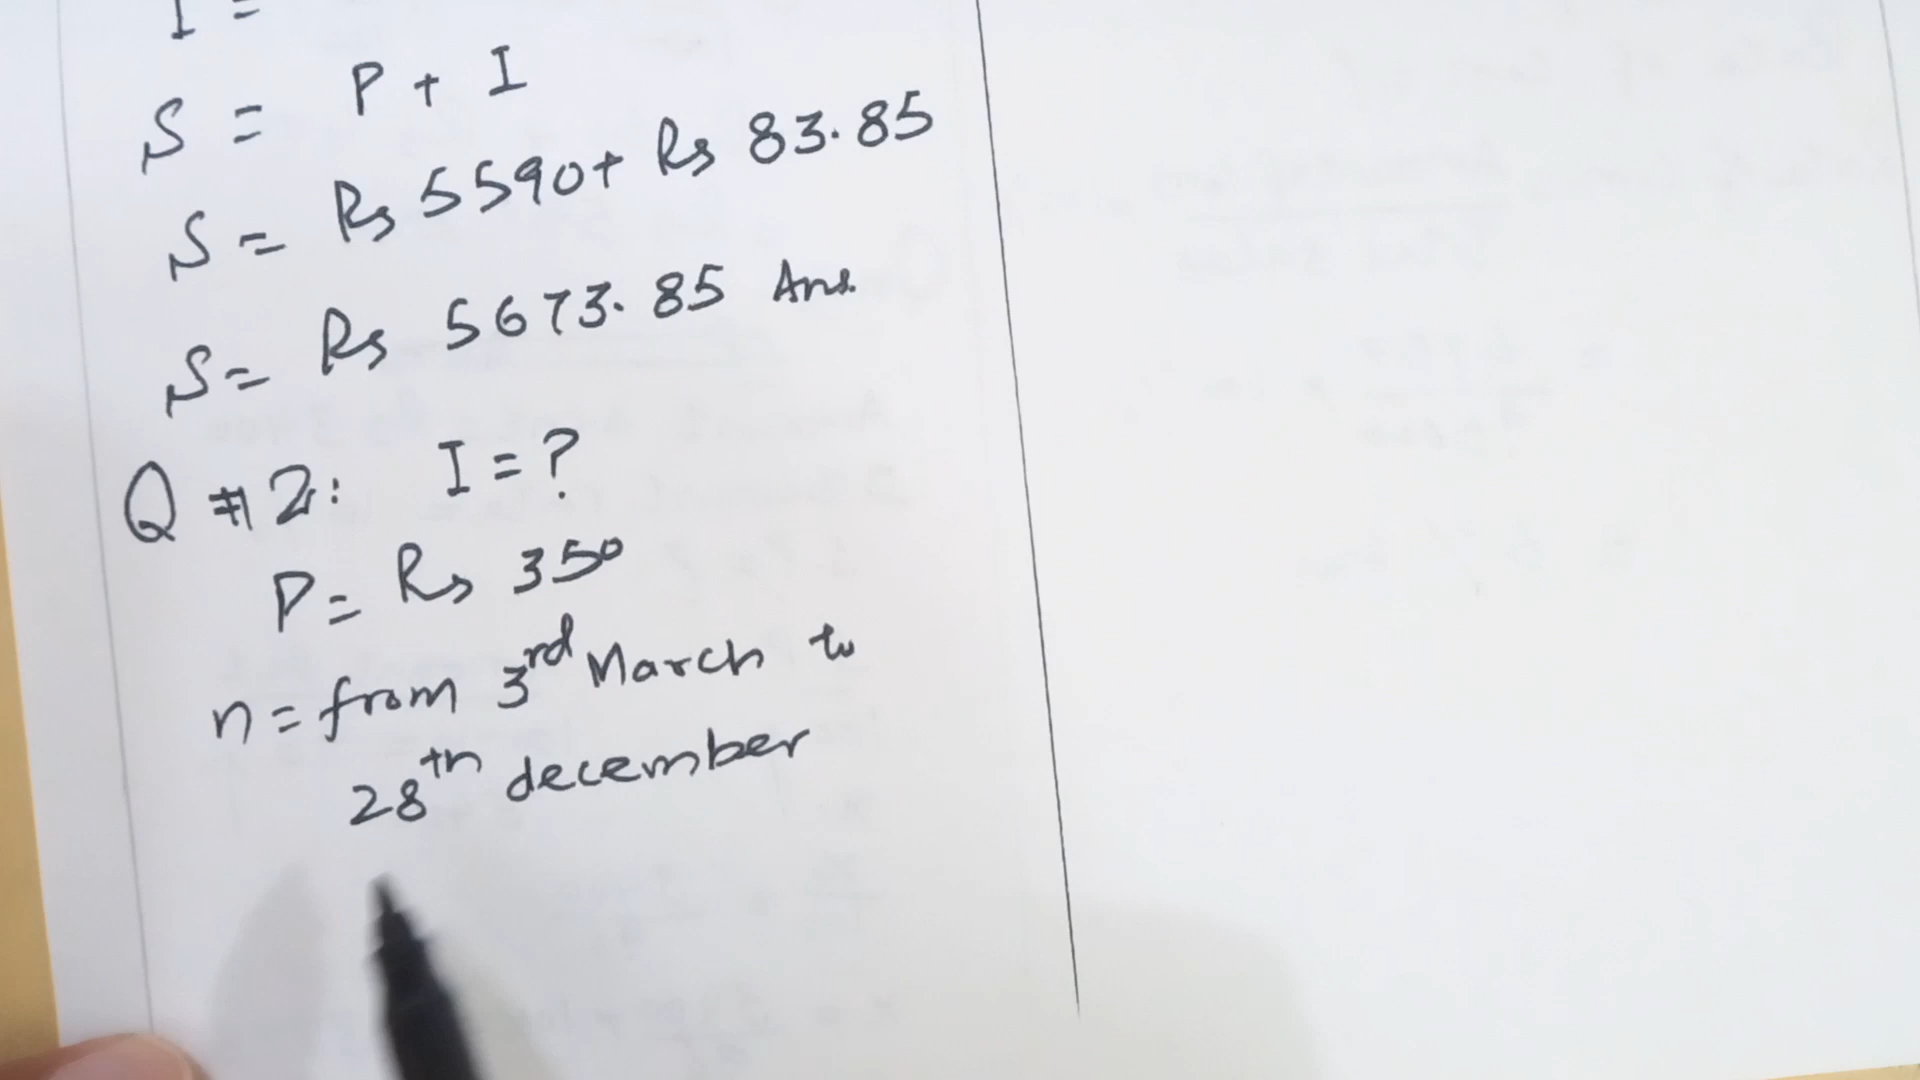 I =
S = P + I
S = Rs 5590 + Rs 83.85
S = Rs 5673.85 Ans.
Q # 2: I = ?
P = Rs 350
n = from 3rd March to
28th december